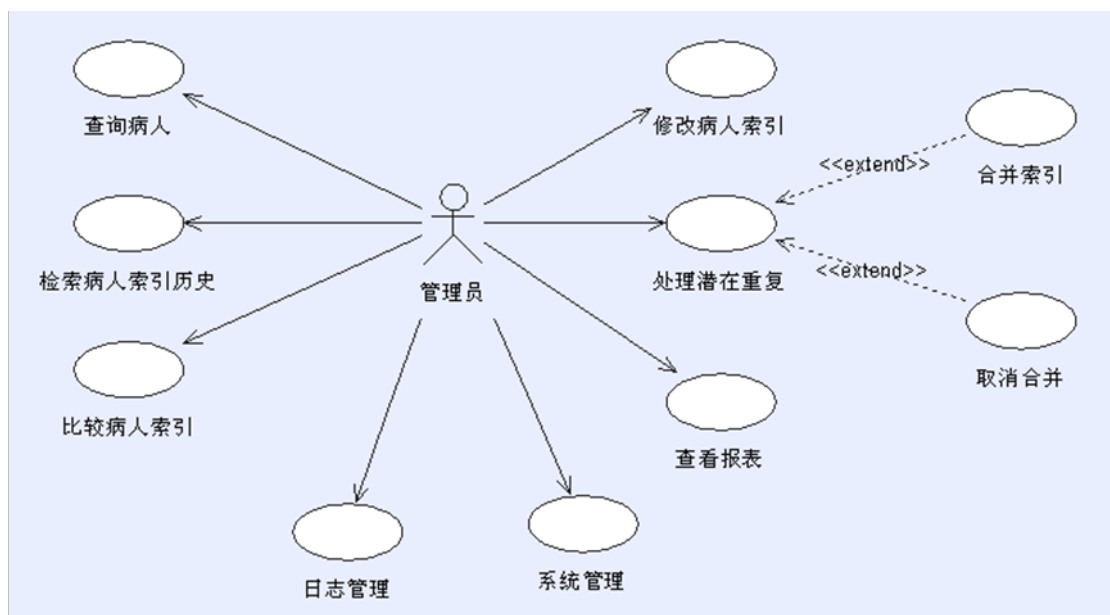 查询病人
修改病人索引
<<extend>>
合并索引
检索病人索引历史
管理员
处理潜在重复
<<extend>>
取消合并
比较病人索引
查看报表
日志管理
系统管理